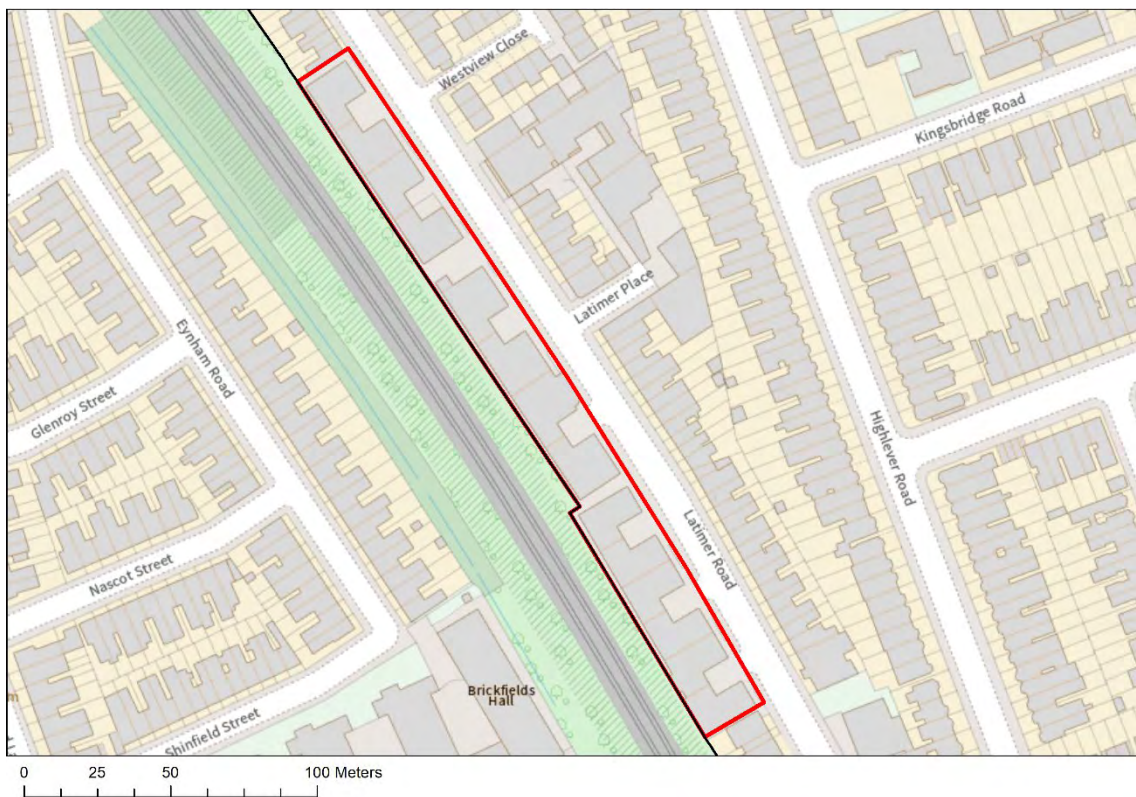 Westview Close
Kingsbridge Road
Latimer Place
Eynham Road
Glenroy Street
Highlever Road
Latimer Road
Nascot Street
Brickfields
Hall
Shinfield Street
0 25 50 100 Meters